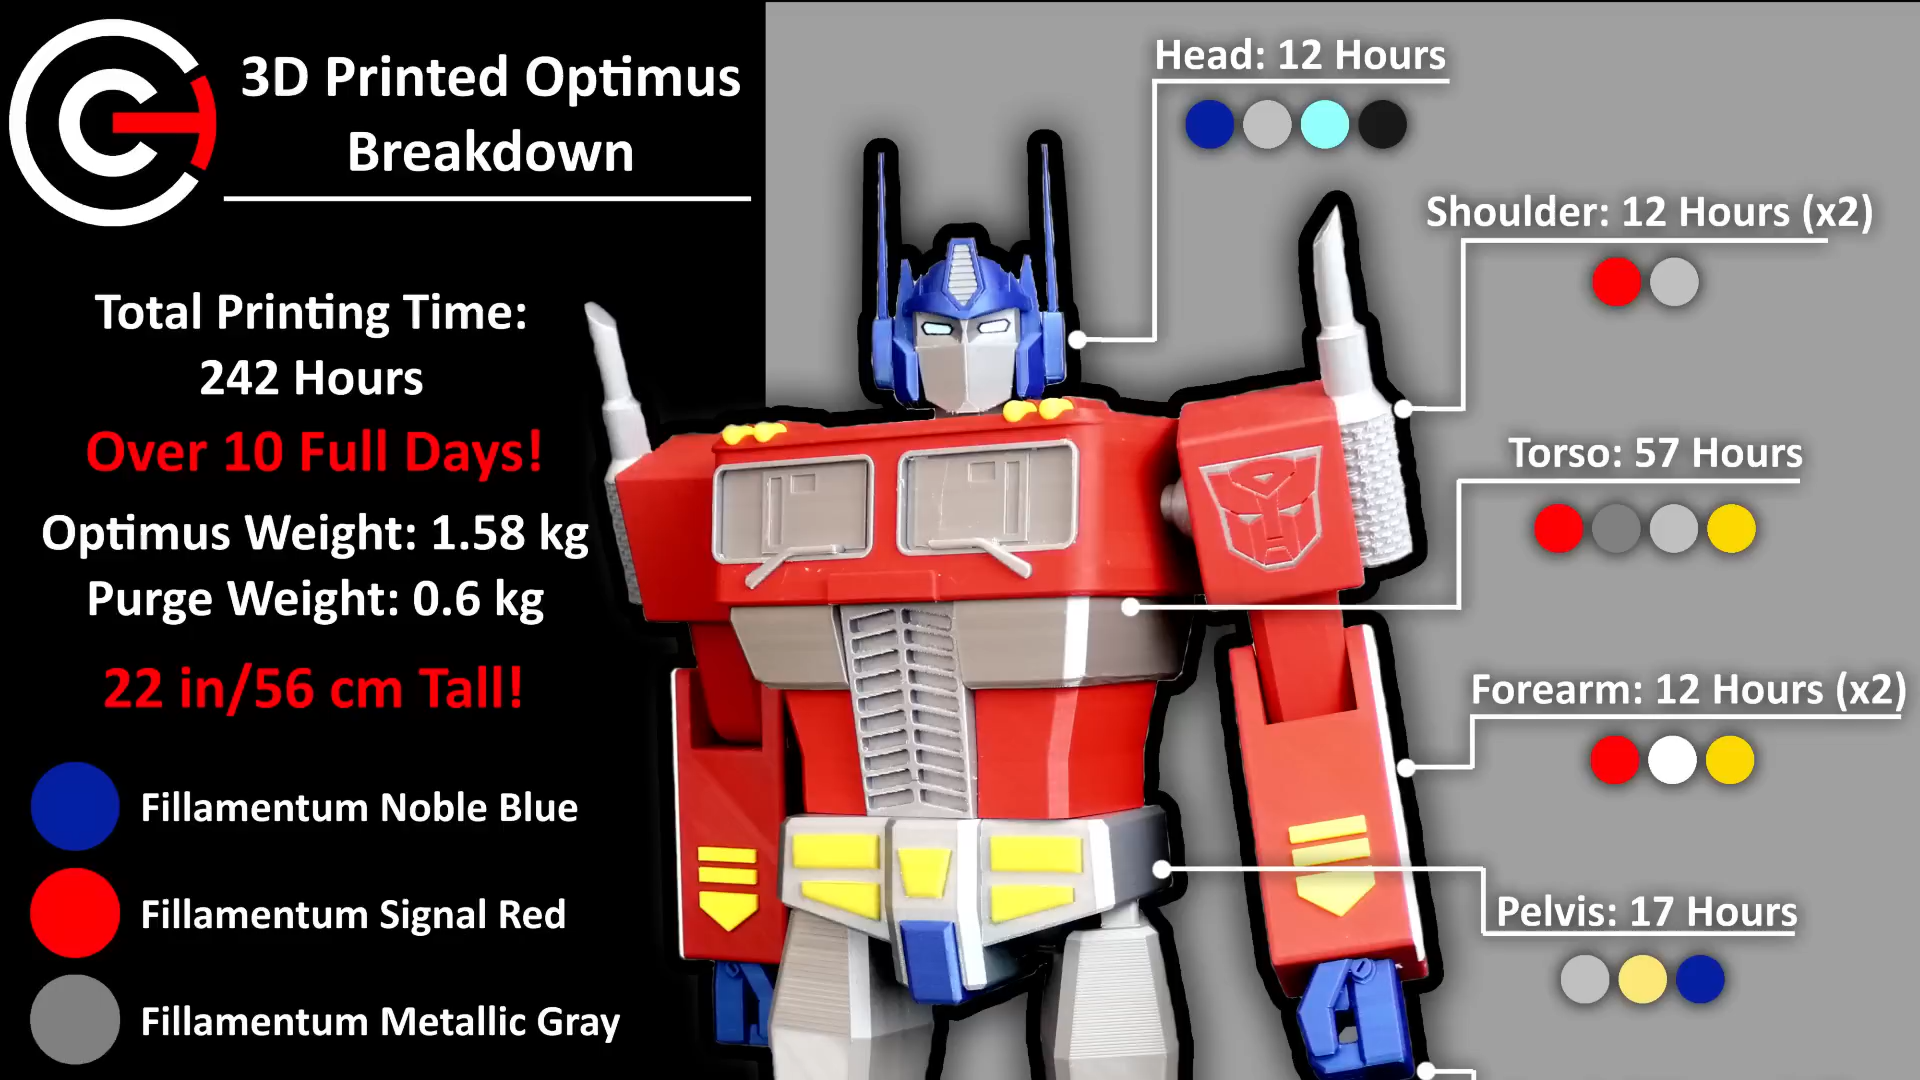 3D Printed Optimus
Breakdown
Total Printing Time:
242 Hours
Over 10 Full Days!
Optimus Weight: 1.58 kg
Purge Weight: 0.6 kg
22 in/56 cm Tall!
Fillamentum Noble Blue
Fillamentum Signal Red
Fillamentum Metallic Gray
Head: 12 Hours
Shoulder: 12 Hours (x2)
Torso: 57 Hours
Forearm: 12 Hours (x2)
Pelvis: 17 Hours